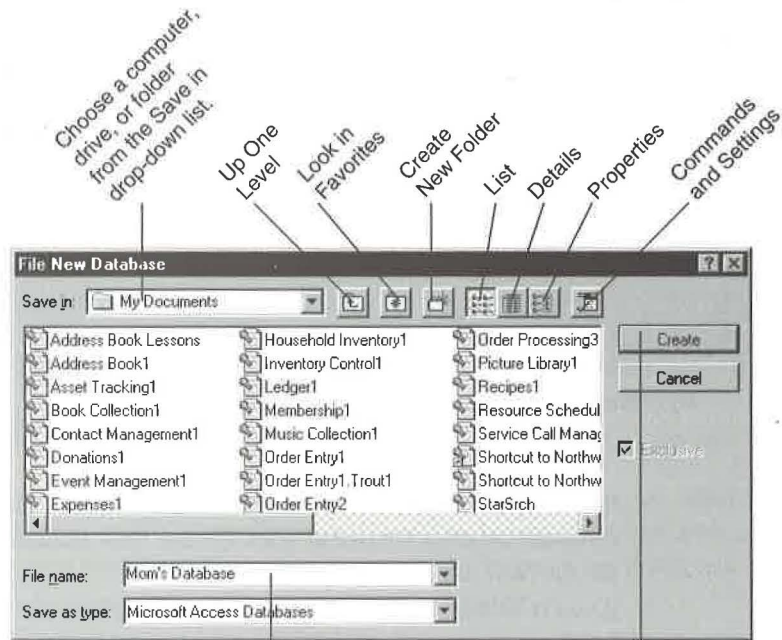 Choose a computer,
drive, or folder
from the Save in
drop-down list.
Up One
Level
Look in
Favorites
Create
New Folder
List
Details
Properties
Commands
and Settings
File New Database
Save in: My Documents
Address Book Lessons
Address Book1
Asset Tracking1
Book Collection1
Contact Management1
Donations1
Event Management1
Expenses1
Household Inventory1
Inventory Control1
Ledger1
Membership1
Music Collection1
Order Entry1
Order Entry1.Trout1
Order Entry2
Order Processing3
Picture Library1
Recipes1
Resource Schedul
Service Call Manag
Shortcut to Northw
Shortcut to Northw
StarSrch
Create
Cancel
Exclusive
File name: Mom's Database
Save as type: Microsoft Access Databases